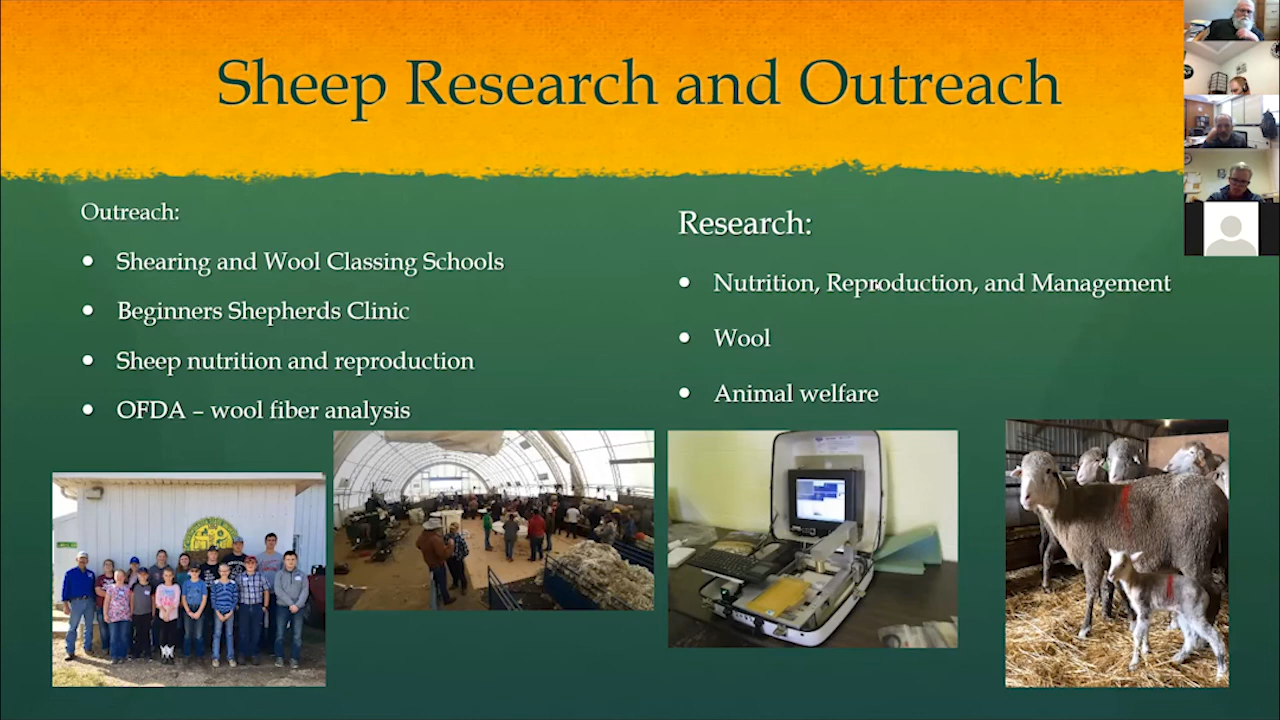 Sheep Research and Outreach
Outreach:
Shearing and Wool Classing Schools
Beginners Shepherds Clinic
Sheep nutrition and reproduction
OFDA – wool fiber analysis
Research:
Nutrition, Reproduction, and Management
Wool
Animal welfare